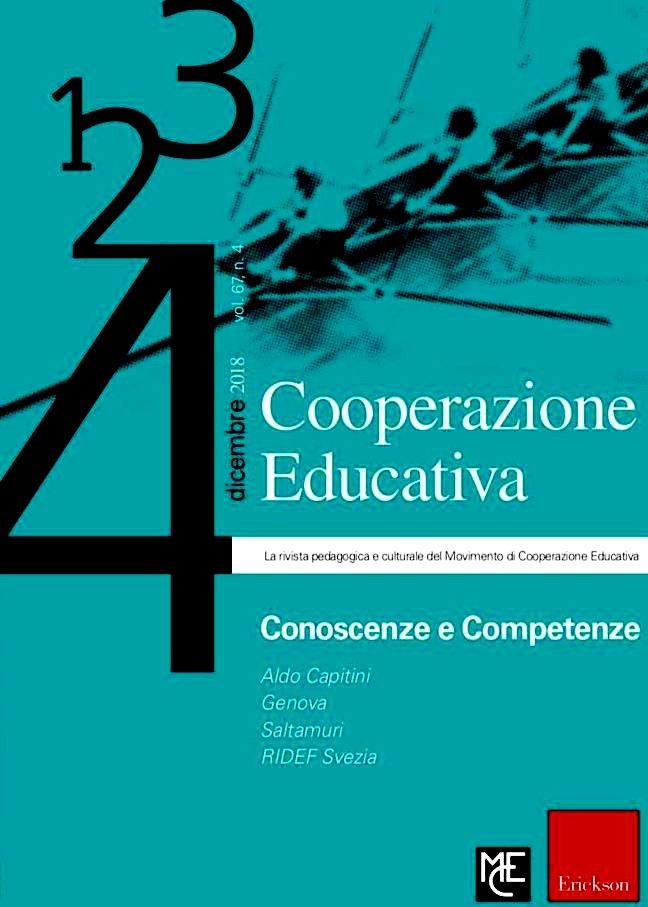 1
2
3
4
dicembre 2018 vol. 67, n. 4
Cooperazione
Educativa
La rivista pedagogica e culturale del Movimento di Cooperazione Educativa
Conoscenze e Competenze
Aldo Capitini
Genova
Saltamuri
RIDEF Svezia
MCE
Erickson